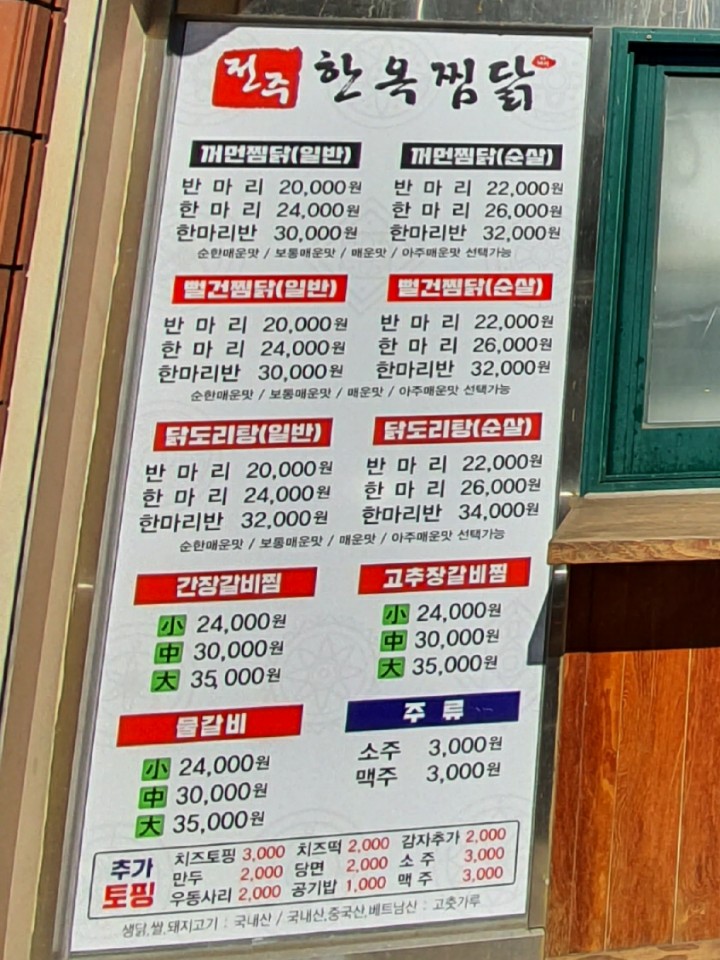 전주 한옥찜닭
꺼먼찜닭(일반) 꺼먼찜닭(순살)
반 마 리 20,000원 반 마 리 22,000원
한 마 리 24,000원 한 마 리 26,000원
한마리반 30,000원 한마리반 32,000원
순한매운맛 / 보통매운맛 / 매운맛 / 아주매운맛 선택가능
뻘건찜닭(일반) 뻘건찜닭(순살)
반 마 리 20,000원 반 마 리 22,000원
한 마 리 24,000원 한 마 리 26,000원
한마리반 30,000원 한마리반 32,000원
순한매운맛 / 보통매운맛 / 매운맛 / 아주매운맛 선택가능
닭도리탕(일반) 닭도리탕(순살)
반 마 리 20,000원 반 마 리 22,000원
한 마 리 24,000원 한 마 리 26,000원
한마리반 32,000원 한마리반 34,000원
순한매운맛 / 보통매운맛 / 매운맛 / 아주매운맛 선택가능
간장갈비찜 고추장갈비찜
小 24,000원 小 24,000원
中 30,000원 中 30,000원
大 35,000원 大 35,000원
물갈비 주 류
小 24,000원 소주 3,000원
中 30,000원 맥주 3,000원
大 35,000원
추가 토핑
치즈토핑 3,000 치즈떡 2,000 감자추가 2,000
만두 2,000 당면 2,000 소 주 3,000
우동사리 2,000 공기밥 1,000 맥 주 3,000
생닭,쌀,돼지고기 : 국내산 / 국내산,중국산,베트남산 : 고춧가루